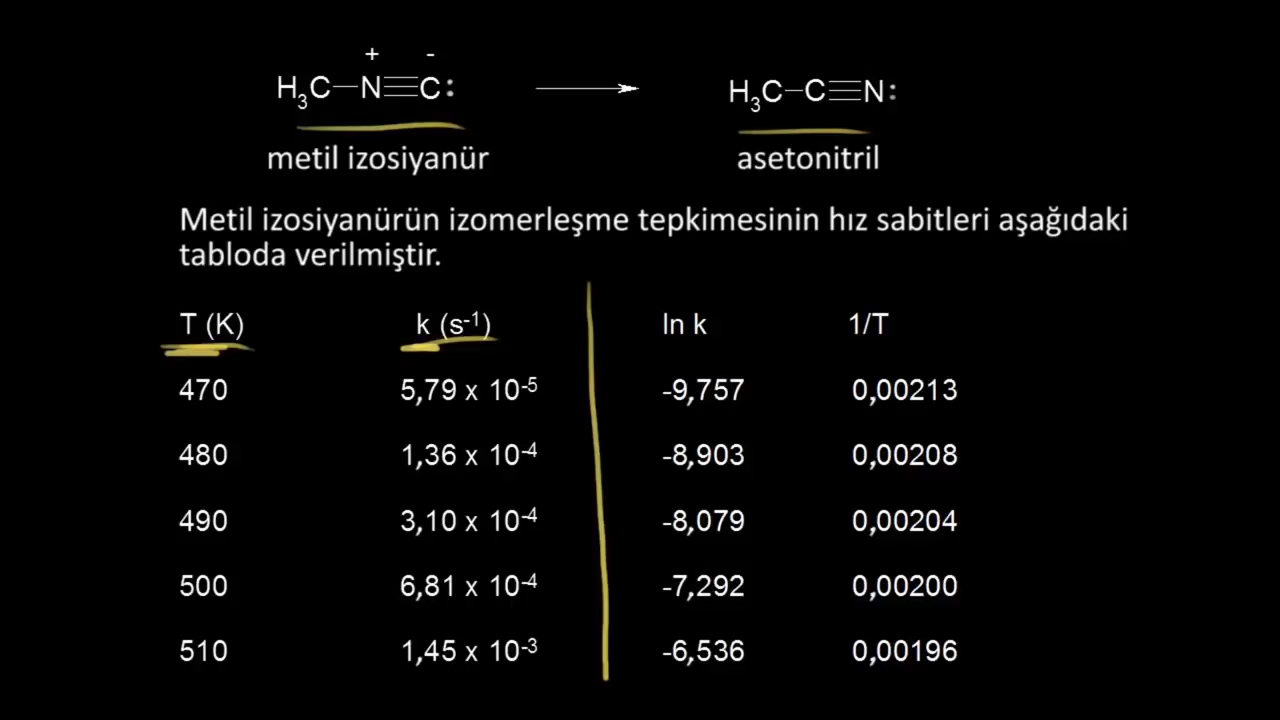 H₃C—N⁺≡C⁻: → H₃C—C≡N:
metil izosiyanür asetonitril
Metil izosiyanürün izomerleşme tepkimesinin hız sabitleri aşağıdaki
tabloda verilmiştir.
T (K) k (s⁻¹) ln k 1/T
470 5,79 x 10⁻⁵ -9,757 0,00213
480 1,36 x 10⁻⁴ -8,903 0,00208
490 3,10 x 10⁻⁴ -8,079 0,00204
500 6,81 x 10⁻⁴ -7,292 0,00200
510 1,45 x 10⁻³ -6,536 0,00196